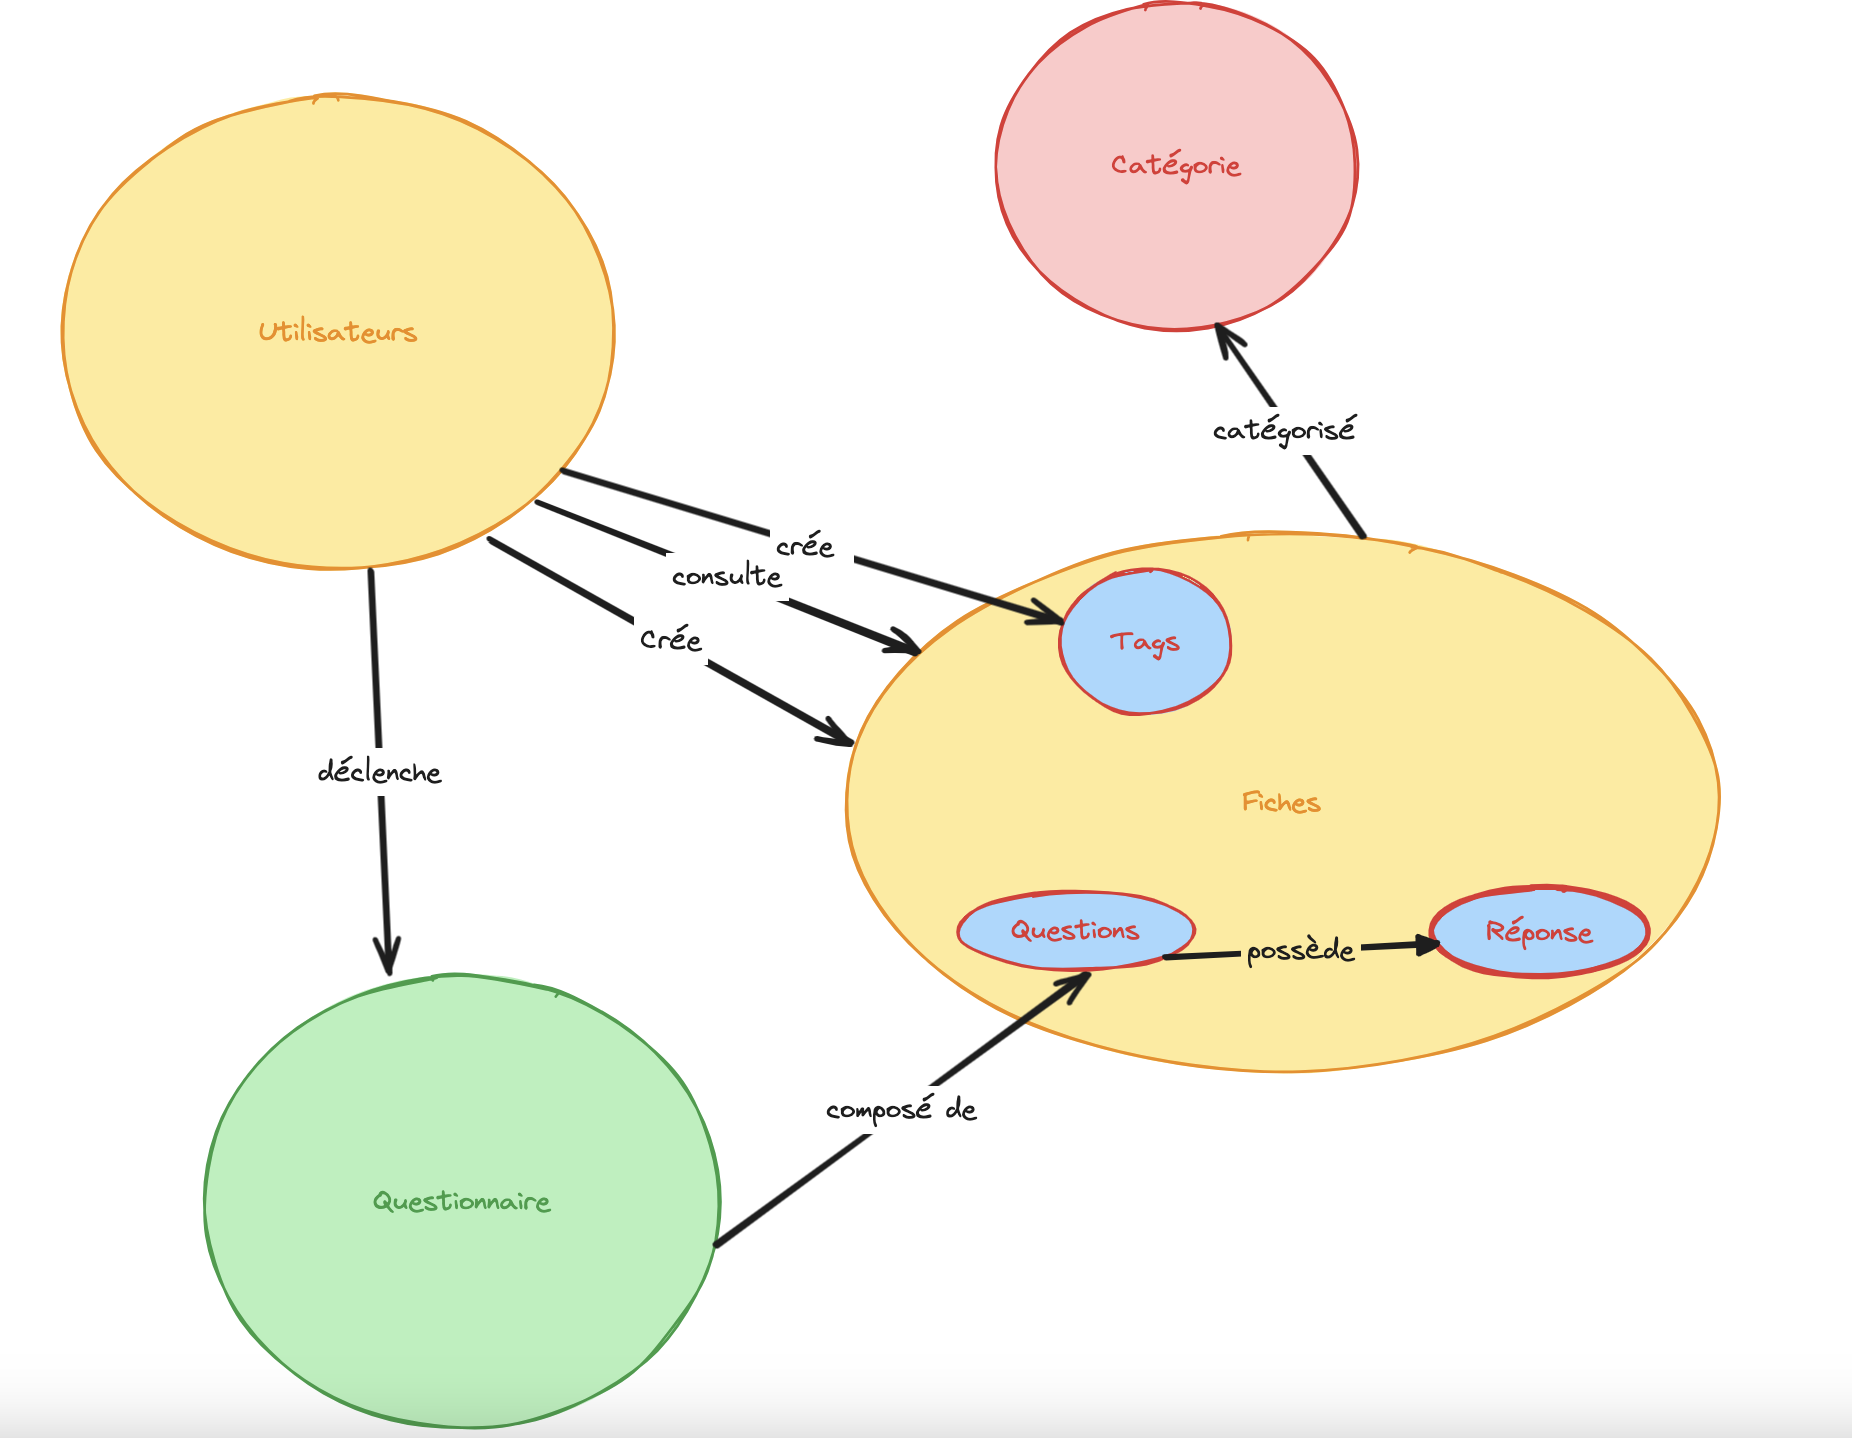 Catégorie
Utilisateurs
catégorisé
crée
consulte
Crée
Tags
déclenche
Fiches
Questions
possède
Réponse
composé de
Questionnaire